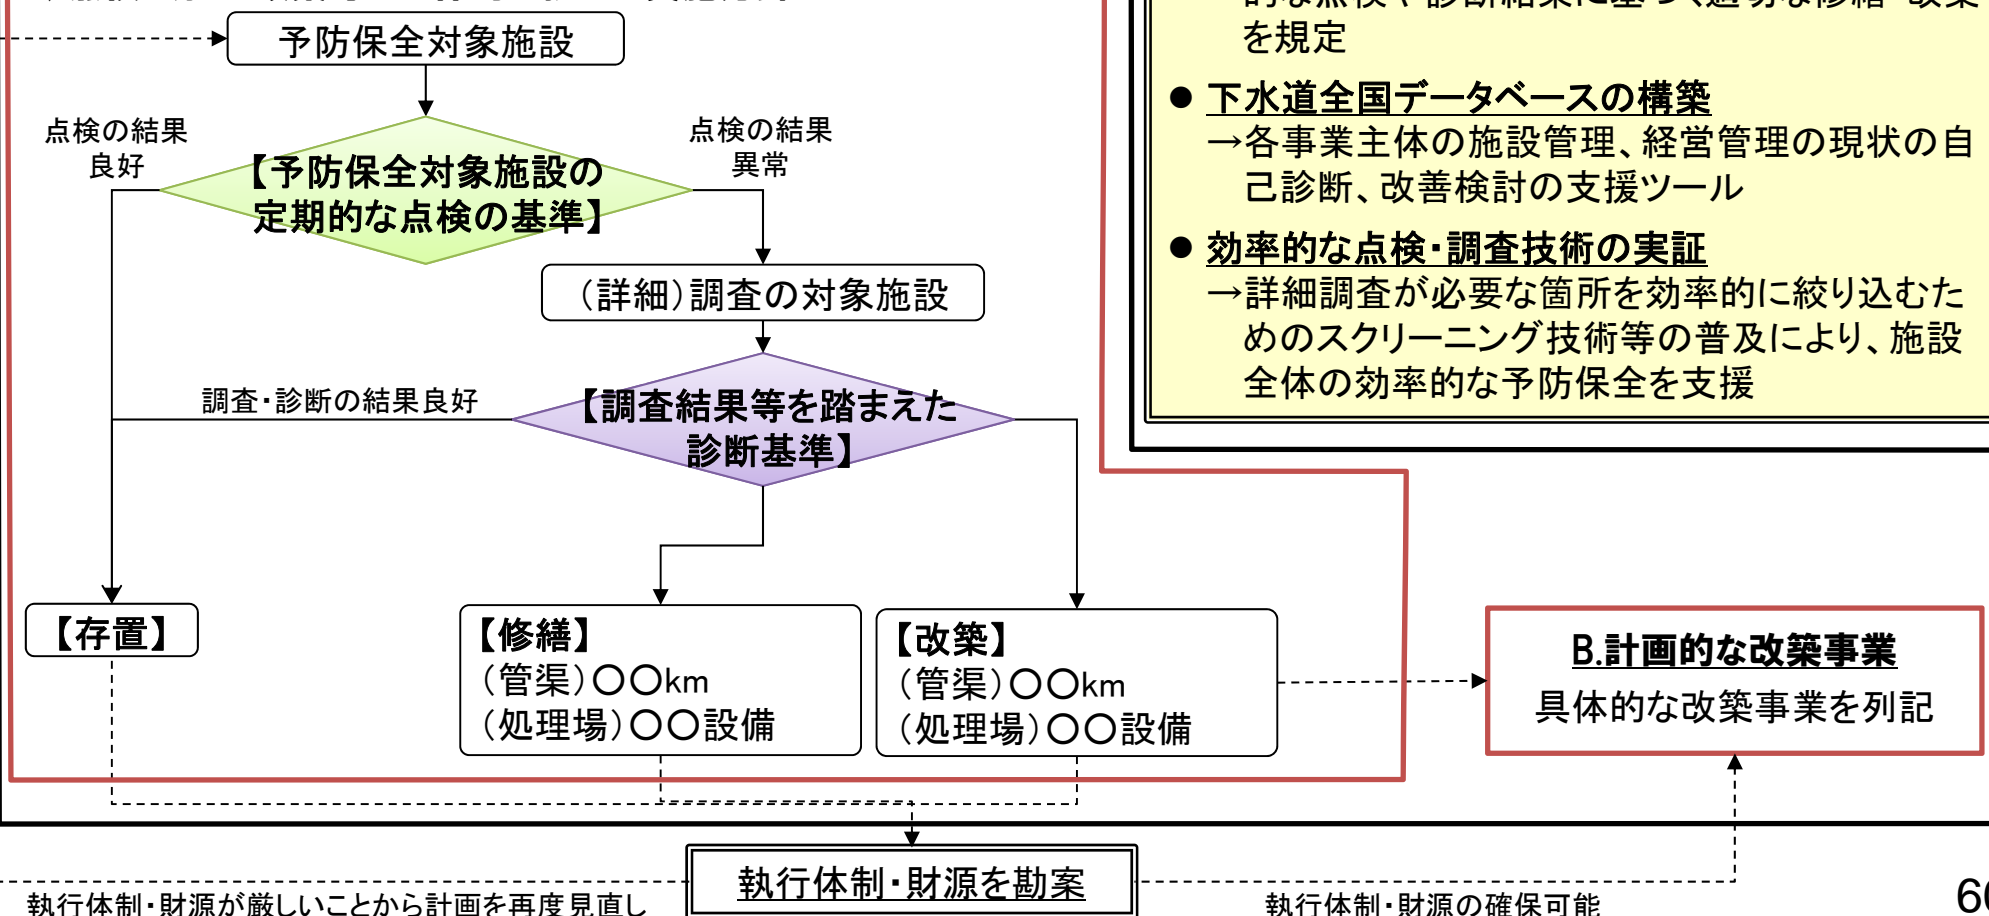 予防保全対象施設
点検の結果
良好
点検の結果
異常
【予防保全対象施設の
定期的な点検の基準】
(詳細)調査の対象施設
調査・診断の結果良好
【調査結果等を踏まえた
診断基準】
【存置】
【修繕】
(管渠)〇〇km
(処理場)〇〇設備
【改築】
(管渠)〇〇km
(処理場)〇〇設備
を規定
● 下水道全国データベースの構築
→各事業主体の施設管理、経営管理の現状の自
己診断、改善検討の支援ツール
● 効率的な点検・調査技術の実証
→詳細調査が必要な箇所を効率的に絞り込むた
めのスクリーニング技術等の普及により、施設
全体の効率的な予防保全を支援
B.計画的な改築事業
具体的な改築事業を列記
執行体制・財源を勘案
執行体制・財源が厳しいことから計画を再度見直し
執行体制・財源の確保可能